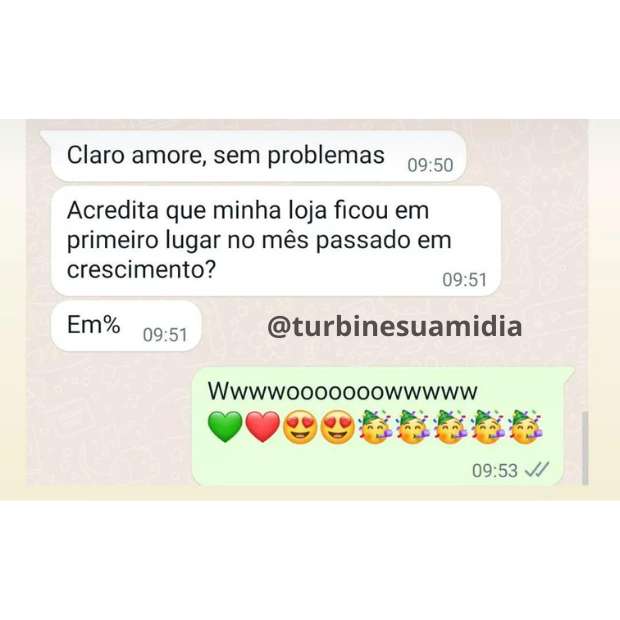 Claro amore, sem problemas 09:50
Acredita que minha loja ficou em
primeiro lugar no mês passado em
crescimento? 09:51
Em% 09:51
@turbinesuamidia
Wwwwooooooowwwww
💚❤️😍😍🥳🥳🥳🥳🥳
09:53